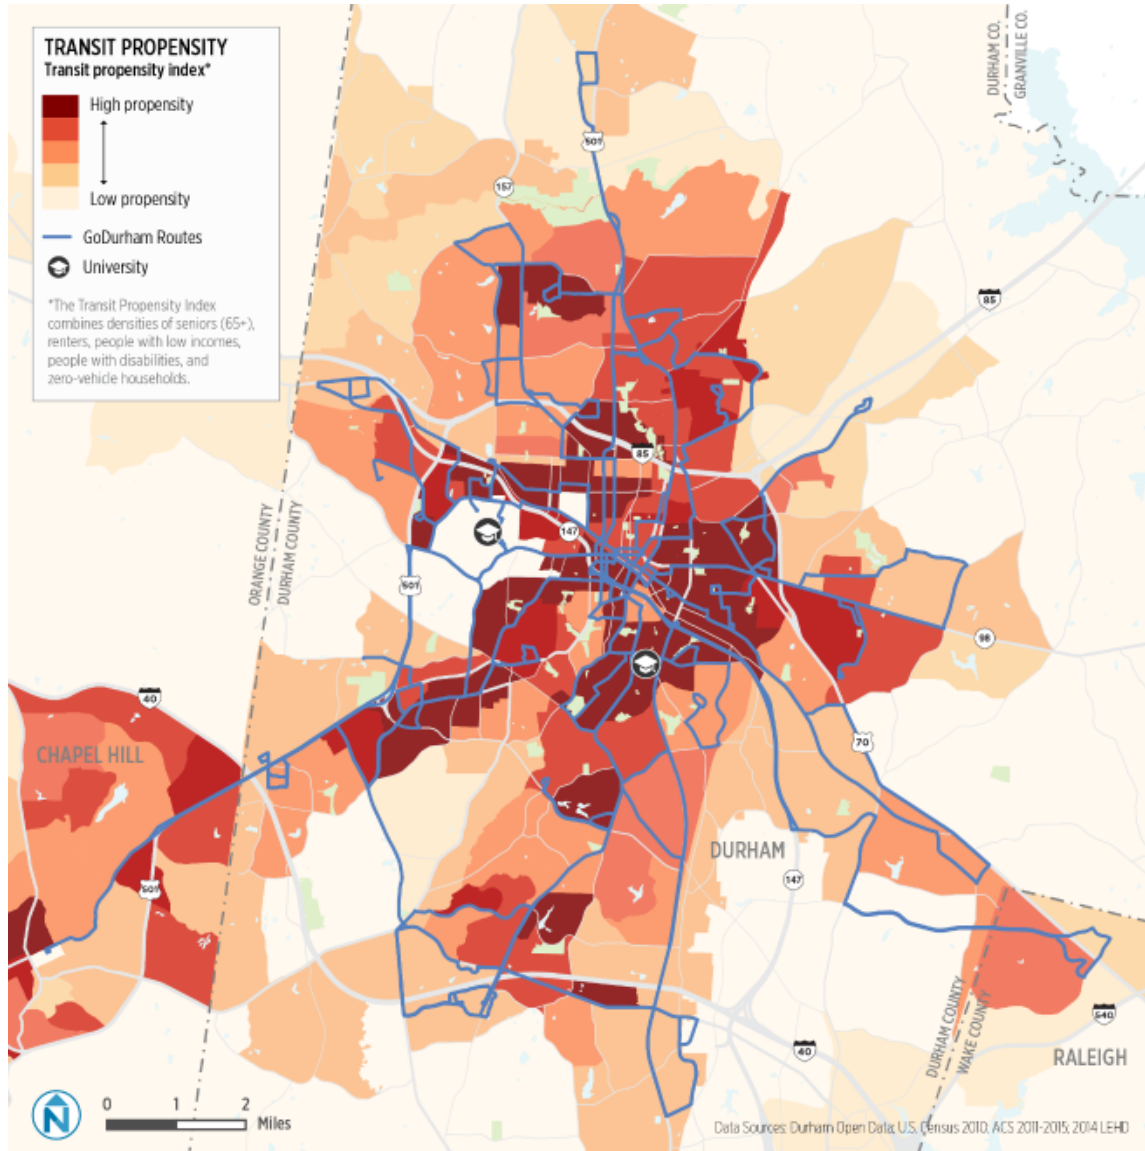 TRANSIT PROPENSITY
Transit propensity index*
High propensity
Low propensity
GoDurham Routes
University
*The Transit Propensity Index
combines densities of seniors (65+),
renters, people with low incomes,
people with disabilities, and
zero-vehicle households.
DURHAM CO.
GRANVILLE CO.
501
157
85
85
147
ORANGE COUNTY
DURHAM COUNTY
501
98
40
CHAPEL HILL
70
DURHAM
147
501
DURHAM COUNTY
WAKE COUNTY
540
40
RALEIGH
N
0 1 2
Miles
Data Sources: Durham Open Data; U.S. Census 2010; ACS 2011-2015; 2014 LEHD